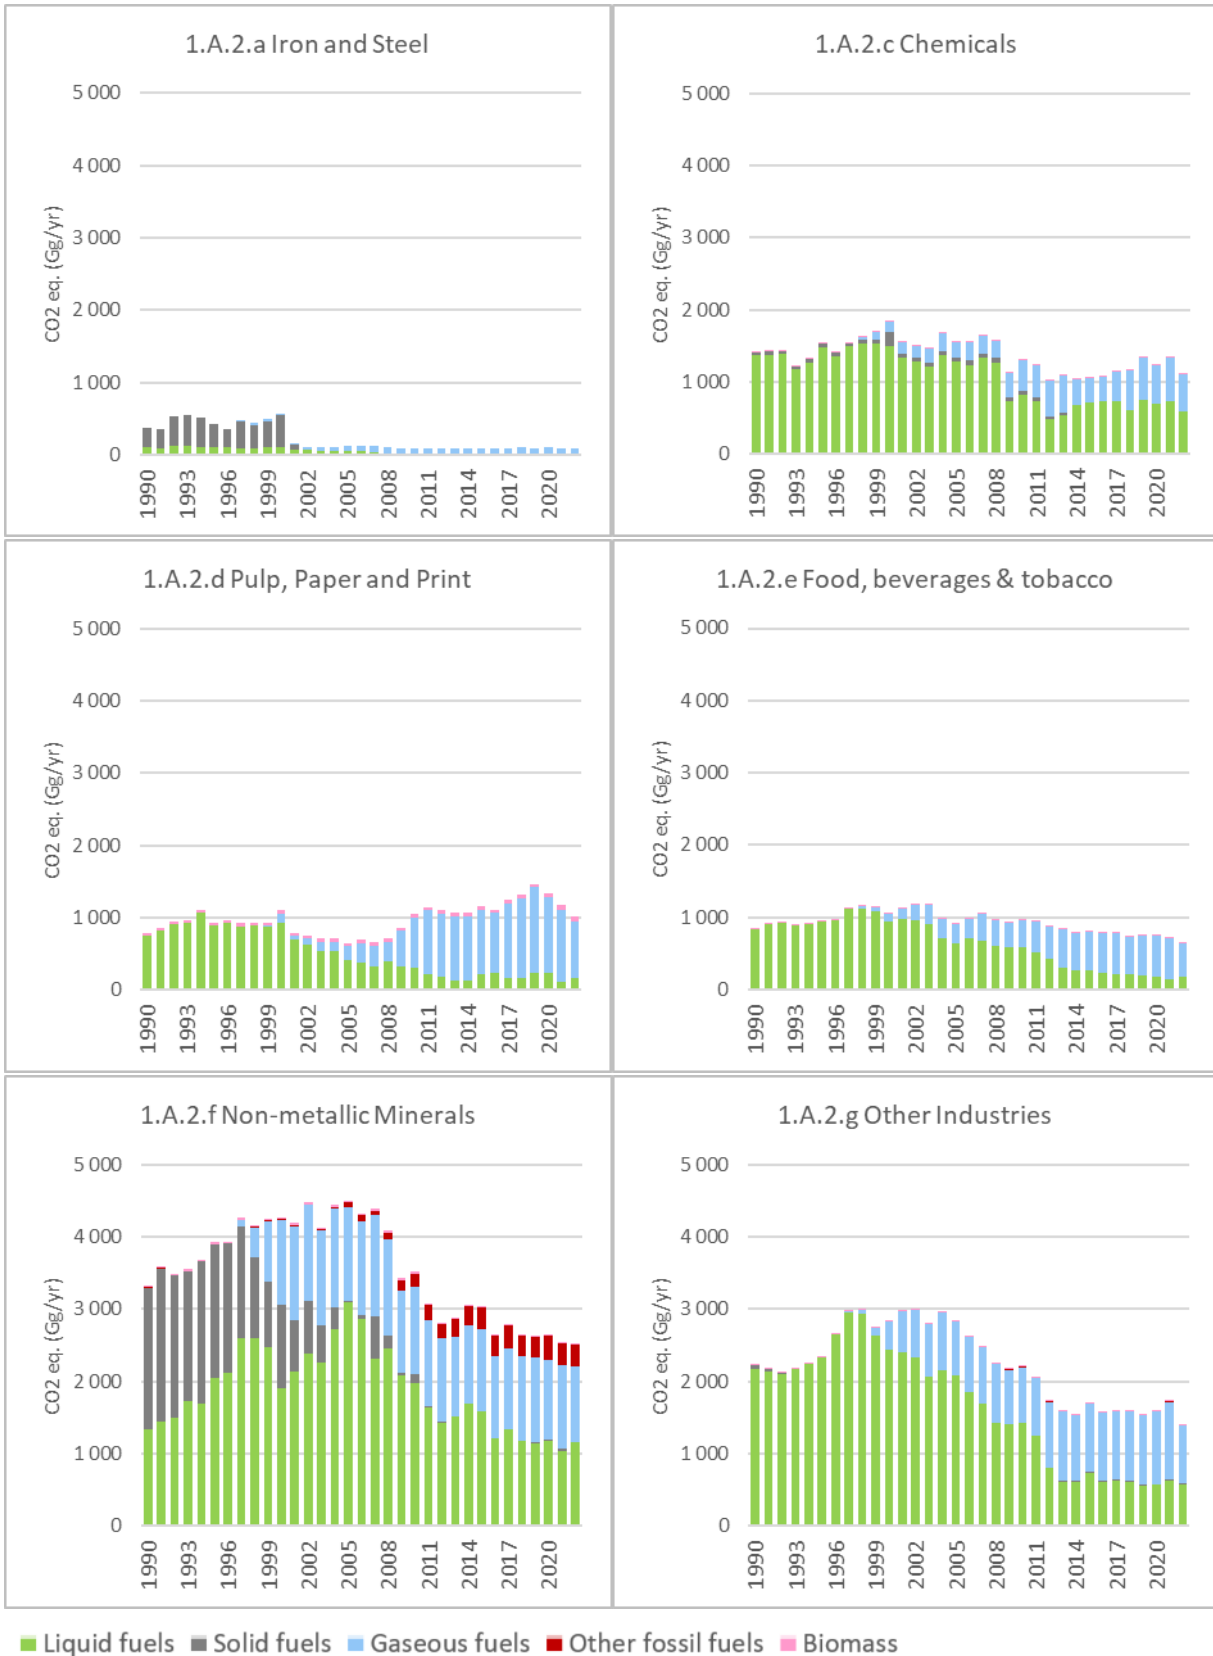 1.A.2.a Iron and Steel
5 000
4 000
3 000
2 000
1 000
0
CO2 eq. (Gg/yr)
1990 1993 1996 1999 2002 2005 2008 2011 2014 2017 2020
1.A.2.c Chemicals
5 000
4 000
3 000
2 000
1 000
0
CO2 eq. (Gg/yr)
1990 1993 1996 1999 2002 2005 2008 2011 2014 2017 2020
1.A.2.d Pulp, Paper and Print
5 000
4 000
3 000
2 000
1 000
0
CO2 eq. (Gg/yr)
1990 1993 1996 1999 2002 2005 2008 2011 2014 2017 2020
1.A.2.e Food, beverages & tobacco
5 000
4 000
3 000
2 000
1 000
0
CO2 eq. (Gg/yr)
1990 1993 1996 1999 2002 2005 2008 2011 2014 2017 2020
1.A.2.f Non-metallic Minerals
5 000
4 000
3 000
2 000
1 000
0
CO2 eq. (Gg/yr)
1990 1993 1996 1999 2002 2005 2008 2011 2014 2017 2020
1.A.2.g Other Industries
5 000
4 000
3 000
2 000
1 000
0
CO2 eq. (Gg/yr)
1990 1993 1996 1999 2002 2005 2008 2011 2014 2017 2020
Liquid fuels Solid fuels Gaseous fuels Other fossil fuels Biomass